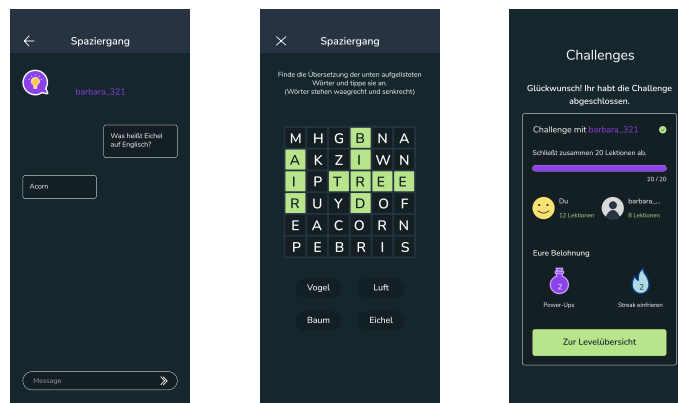 Spaziergang
barbara_321
Was heißt Eichel
auf Englisch?
Acorn
Message
Spaziergang
Finde die Übersetzung der unten aufgelisteten
Wörter und tippe sie an.
(Wörter stehen waagrecht und senkrecht)
M H G B N A
A K Z I W N
I P T R E E
R U Y D O F
E A C O R N
P E B R I S
Vogel Luft
Baum Eichel
Challenges
Glückwunsch! Ihr habt die Challenge
abgeschlossen.
Challenge mit barbara_321
Schließt zusammen 20 Lektionen ab.
20 / 20
Du
12 Lektionen
barbara_...
8 Lektionen
Eure Belohnung
2 2
Power-Ups Streak einfrieren
Zur Levelübersicht